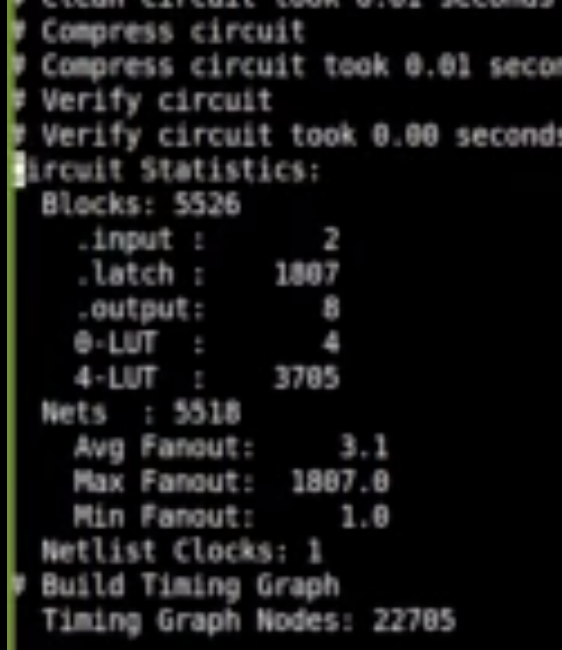 # Clean circuit took 0.01 seconds
# Compress circuit
# Compress circuit took 0.01 secon
# Verify circuit
# Verify circuit took 0.00 seconds
ircuit Statistics:
Blocks: 5526
.input : 2
.latch : 1807
.output: 8
0-LUT : 4
4-LUT : 3705
Nets : 5518
Avg Fanout: 3.1
Max Fanout: 1807.0
Min Fanout: 1.0
Netlist Clocks: 1
# Build Timing Graph
Timing Graph Nodes: 22705